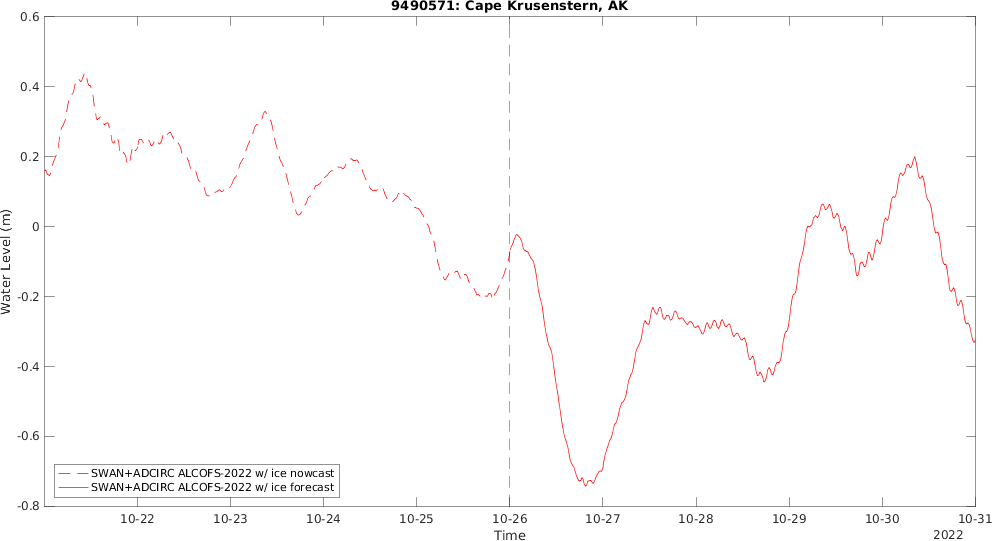 9490571: Cape Krusenstern, AK
0.6
0.4
0.2
0
-0.2
-0.4
-0.6
-0.8
Water Level (m)
SWAN+ADCIRC ALCOFS-2022 w/ ice nowcast
SWAN+ADCIRC ALCOFS-2022 w/ ice forecast
10-22 10-23 10-24 10-25 10-26 10-27 10-28 10-29 10-30 10-31
Time
2022